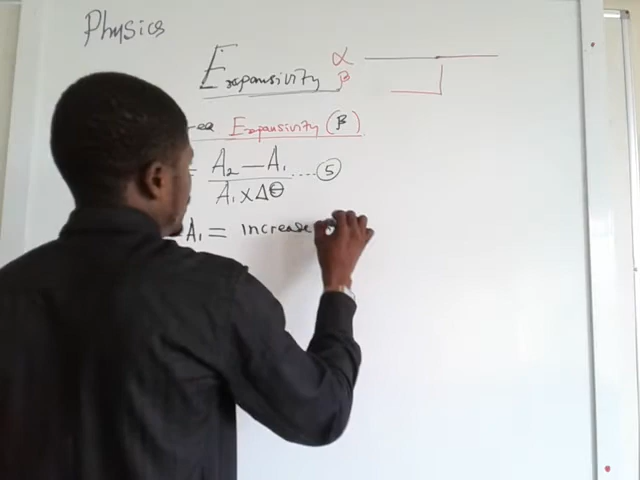 Physics
Expansivity α
β
Expansivity (β)
= A₂ — A₁ / A₁ × Δθ ....⑤
A₁ = increase